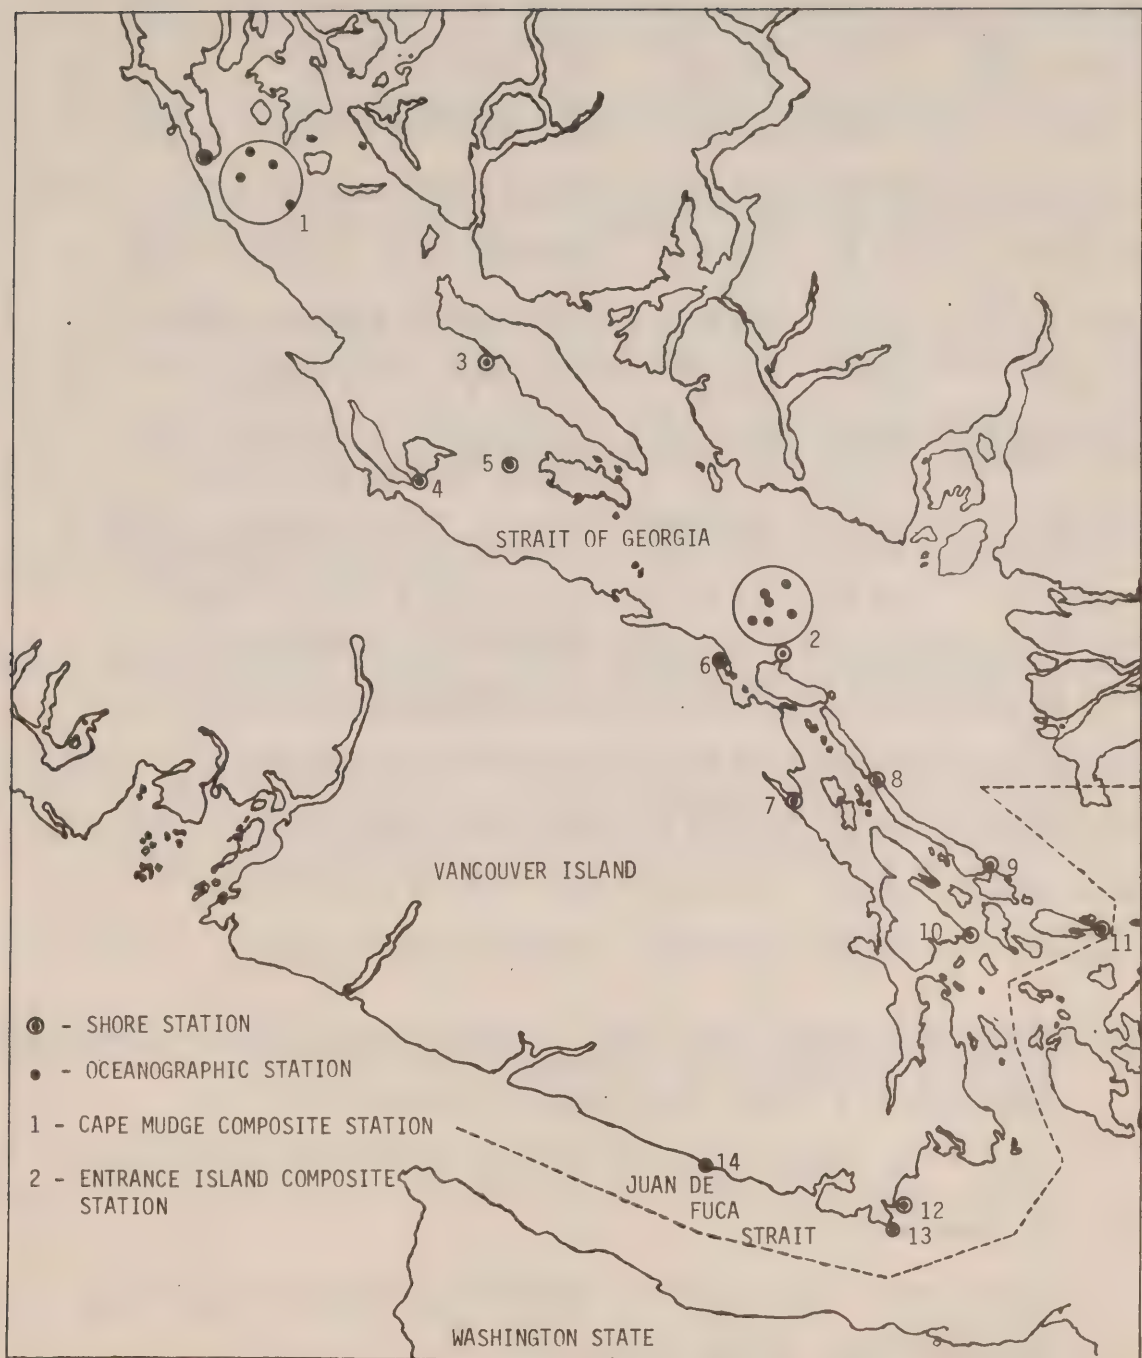 1
3
5
4
STRAIT OF GEORGIA
2
6
8
7
VANCOUVER ISLAND
9
10
11
- SHORE STATION
- OCEANOGRAPHIC STATION
1 - CAPE MUDGE COMPOSITE STATION
2 - ENTRANCE ISLAND COMPOSITE
STATION
14
JUAN DE
FUCA
STRAIT
12
13
WASHINGTON STATE